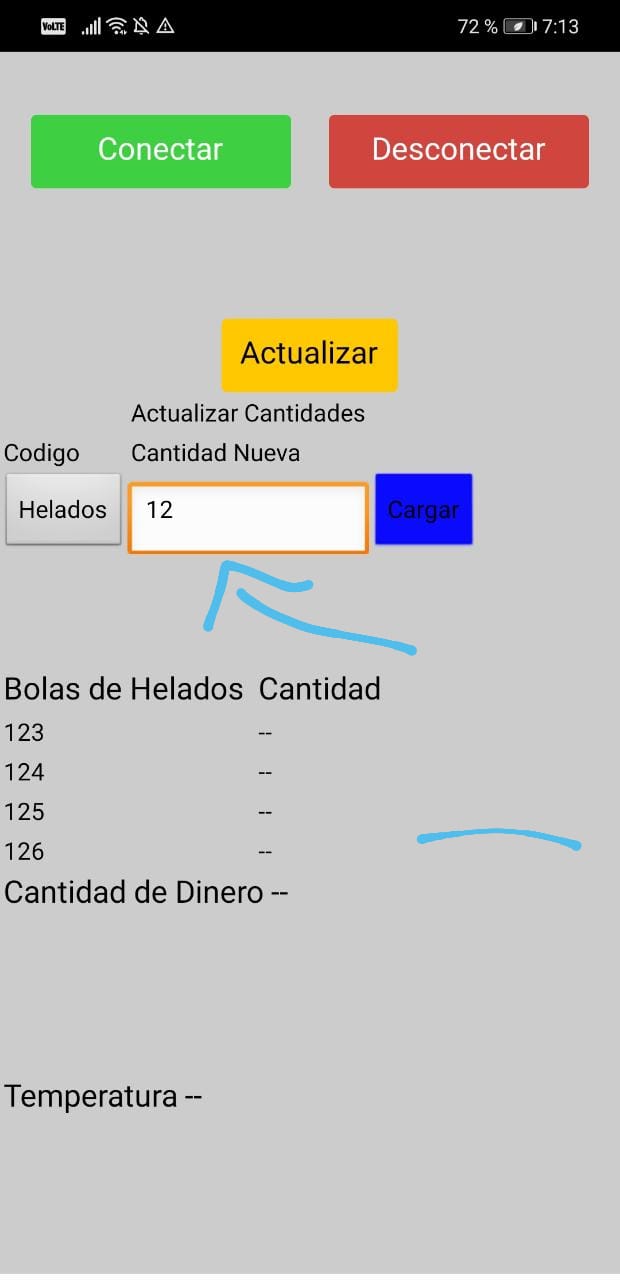 VoLTE 72 % 7:13
Conectar Desconectar
Actualizar
Actualizar Cantidades
Codigo Cantidad Nueva
Helados 12 Cargar
Bolas de Helados Cantidad
123 --
124 --
125 --
126 --
Cantidad de Dinero --
Temperatura --